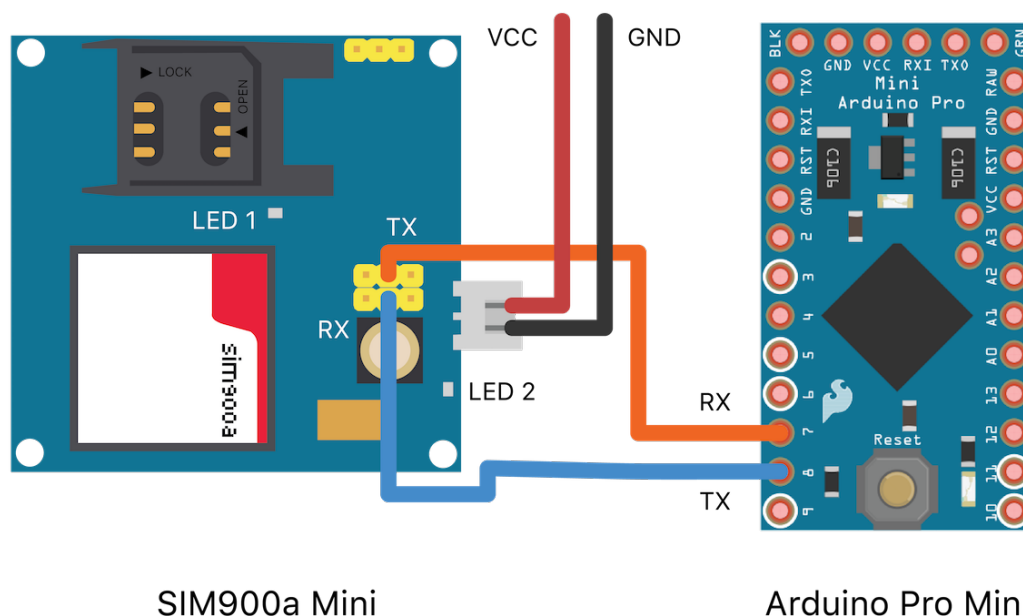 VCC
GND
▶ LOCK
OPEN
▶
LED 1
TX
RX
LED 2
sim900a
RX
TX
BLK
GND VCC RXI TXO
GRN
Mini
Arduino Pro
TXO
RXI
RST
GND
2
3
4
5
6
7
8
9
RAW
GND
RST
VCC
A3
A2
A1
A0
13
12
11
10
C106
C106
Reset
SIM900a Mini
Arduino Pro Min